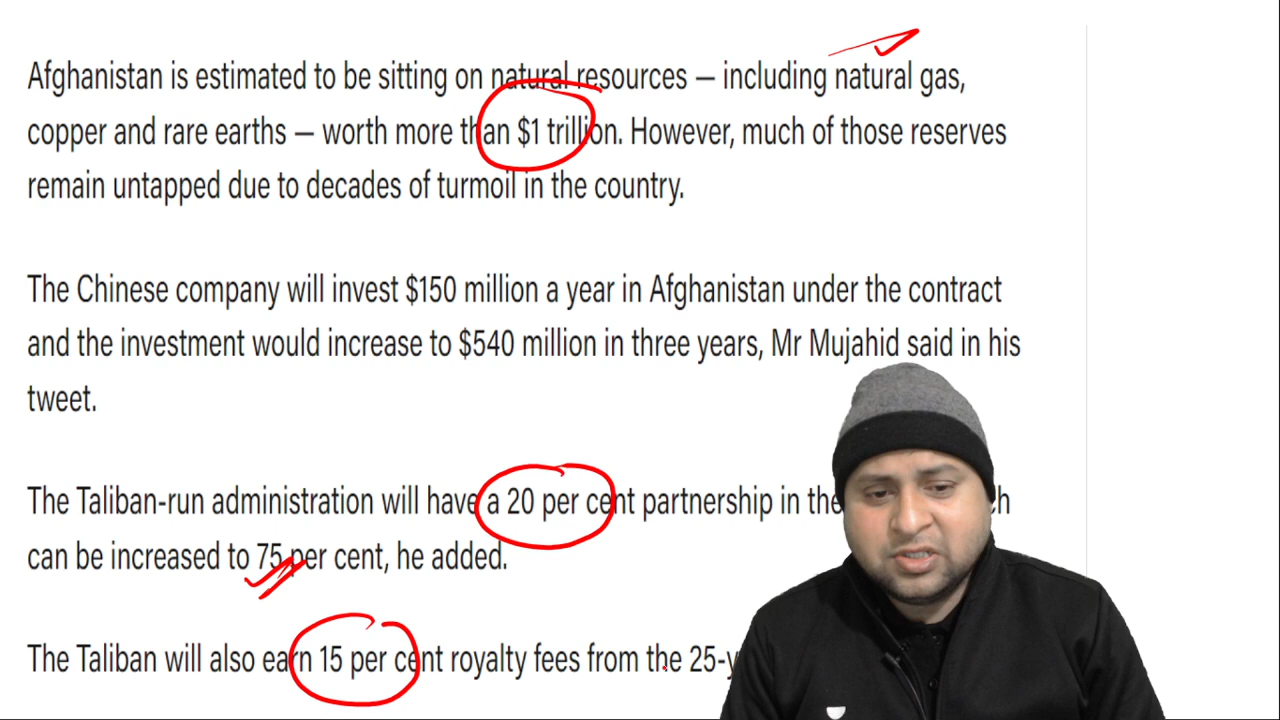 Afghanistan is estimated to be sitting on natural resources — including natural gas,
copper and rare earths — worth more than $1 trillion. However, much of those reserves
remain untapped due to decades of turmoil in the country.
The Chinese company will invest $150 million a year in Afghanistan under the contract
and the investment would increase to $540 million in three years, Mr Mujahid said in his
tweet.
The Taliban-run administration will have a 20 per cent partnership in the
can be increased to 75 per cent, he added.
The Taliban will also earn 15 per cent royalty fees from the 25-y